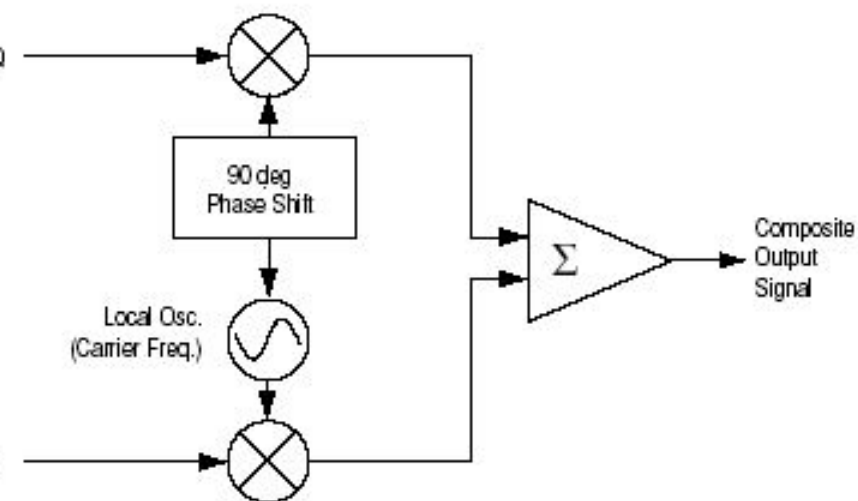 Q
90 deg
Phase Shift
Σ
Composite
Output
Signal
Local Osc.
(Carrier Freq.)